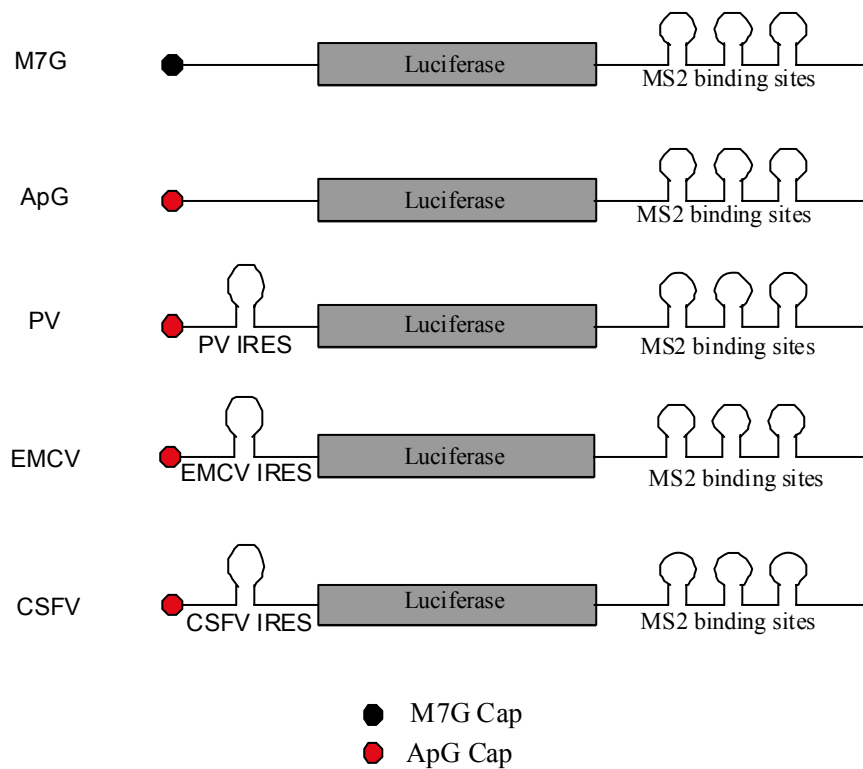 M7G
Luciferase
MS2 binding sites
ApG
Luciferase
MS2 binding sites
PV
PV IRES
Luciferase
MS2 binding sites
EMCV
EMCV IRES
Luciferase
MS2 binding sites
CSFV
CSFV IRES
Luciferase
MS2 binding sites
M7G Cap
ApG Cap